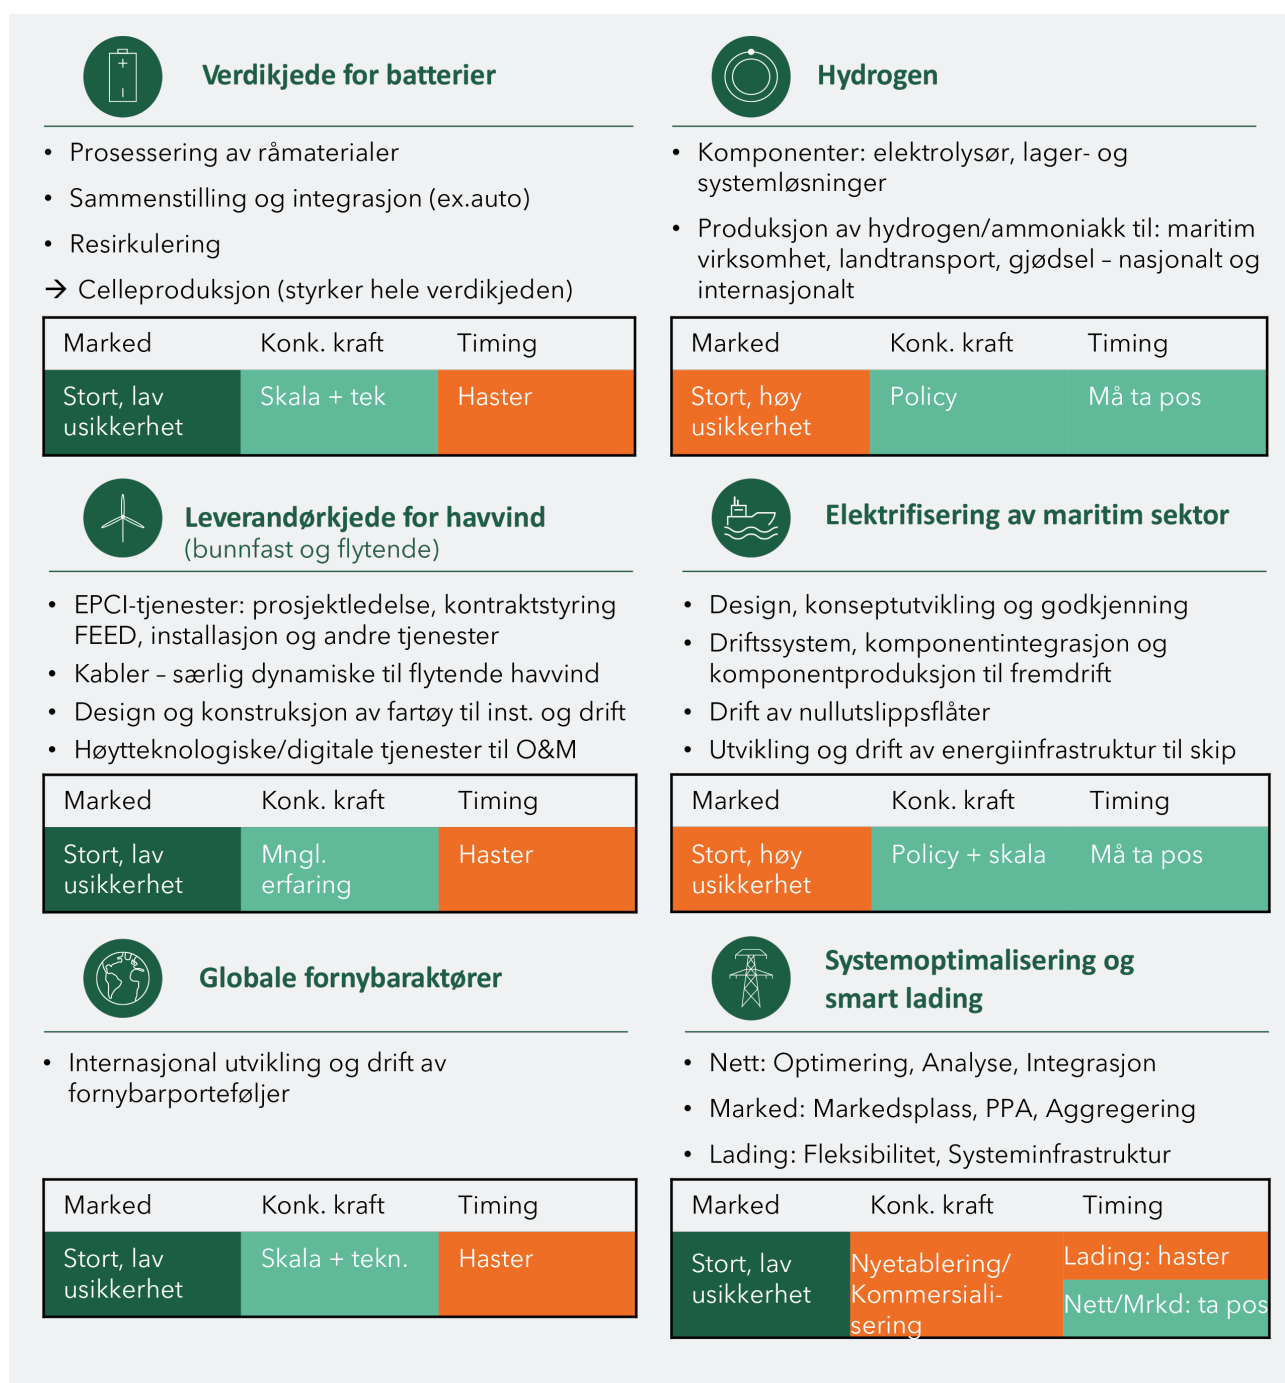 Verdikjede for batterier
• Prosessering av råmaterialer
• Sammenstilling og integrasjon (ex.auto)
• Resirkulering
→ Celleproduksjon (styrker hele verdikjeden)
Marked Konk. kraft Timing
Stort, lav Skala + tek Haster
usikkerhet
Hydrogen
• Komponenter: elektrolysør, lager- og
systemløsninger
• Produksjon av hydrogen/ammoniakk til: maritim
virksomhet, landtransport, gjødsel – nasjonalt og
internasjonalt
Marked Konk. kraft Timing
Stort, høy Policy Må ta pos
usikkerhet
Leverandørkjede for havvind
(bunnfast og flytende)
• EPCI-tjenester: prosjektledelse, kontraktstyring
FEED, installasjon og andre tjenester
• Kabler – særlig dynamiske til flytende havvind
• Design og konstruksjon av fartøy til inst. og drift
• Høytteknologiske/digitale tjenester til O&M
Marked Konk. kraft Timing
Stort, lav Mngl. Haster
usikkerhet erfaring
Elektrifisering av maritim sektor
• Design, konseptutvikling og godkjenning
• Driftssystem, komponentintegrasjon og
komponentproduksjon til fremdrift
• Drift av nullutslippsflåter
• Utvikling og drift av energiinfrastruktur til skip
Marked Konk. kraft Timing
Stort, høy Policy + skala Må ta pos
usikkerhet
Globale fornybaraktører
• Internasjonal utvikling og drift av
fornybarporteføljer
Marked Konk. kraft Timing
Stort, lav Skala + tekn. Haster
usikkerhet
Systemoptimalisering og
smart lading
• Nett: Optimering, Analyse, Integrasjon
• Marked: Markedsplass, PPA, Aggregering
• Lading: Fleksibilitet, Systeminfrastruktur
Marked Konk. kraft Timing
Stort, lav
usikkerhet
Nyetablering/
Kommersiali-
sering
Lading: haster
Nett/Mrkd: ta pos